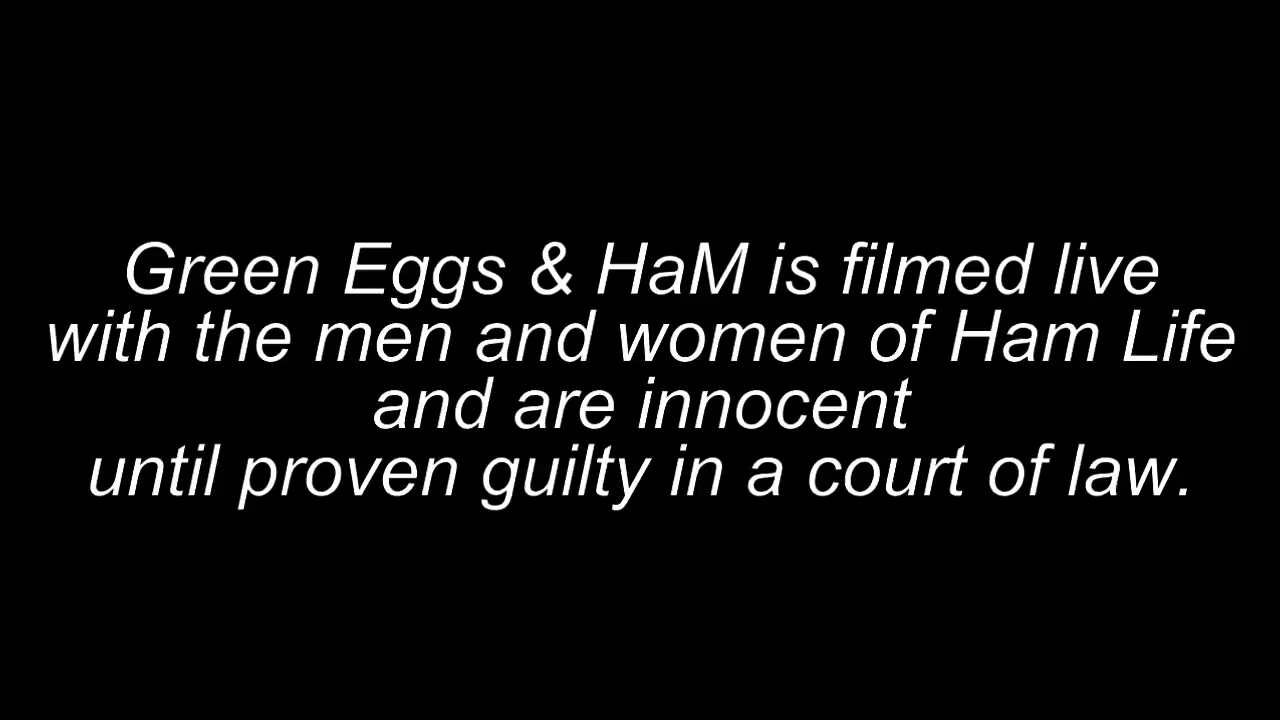 Green Eggs & HaM is filmed live
with the men and women of Ham Life
and are innocent
until proven guilty in a court of law.